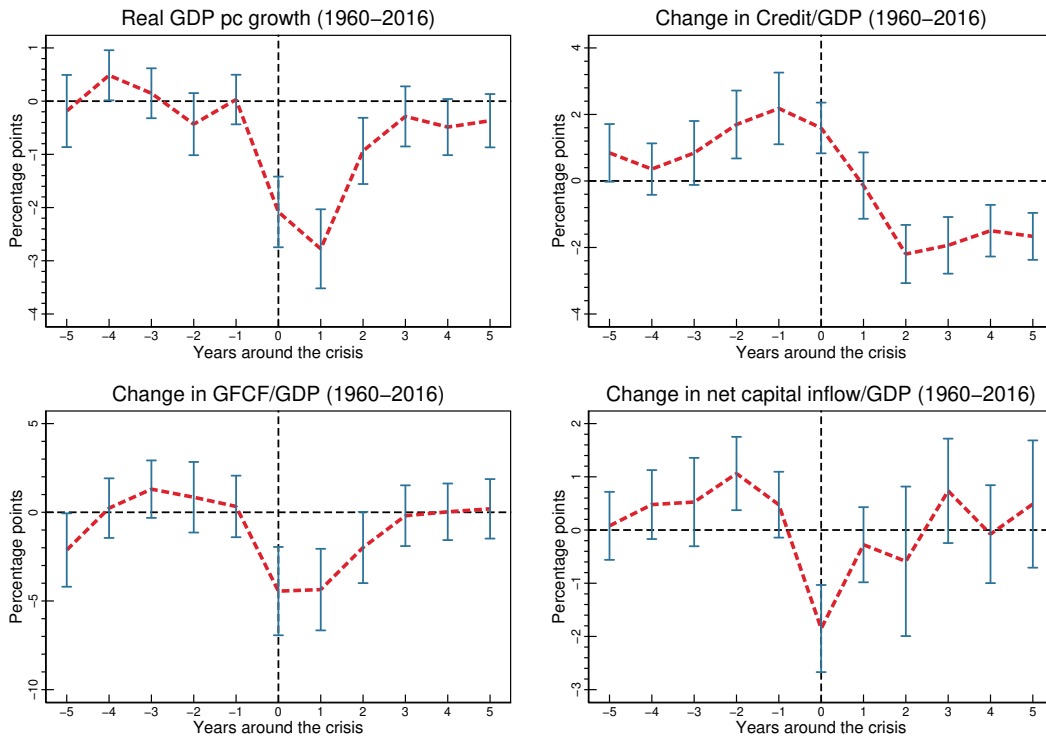 Real GDP pc growth (1960−2016)
Percentage points
1
0
−1
−2
−3
−4
−5 −4 −3 −2 −1 0 1 2 3 4 5
Years around the crisis
Change in Credit/GDP (1960−2016)
Percentage points
4
2
0
−2
−4
−5 −4 −3 −2 −1 0 1 2 3 4 5
Years around the crisis
Change in GFCF/GDP (1960−2016)
Percentage points
5
0
−5
−10
−5 −4 −3 −2 −1 0 1 2 3 4 5
Years around the crisis
Change in net capital inflow/GDP (1960−2016)
Percentage points
2
1
0
−1
−2
−3
−5 −4 −3 −2 −1 0 1 2 3 4 5
Years around the crisis